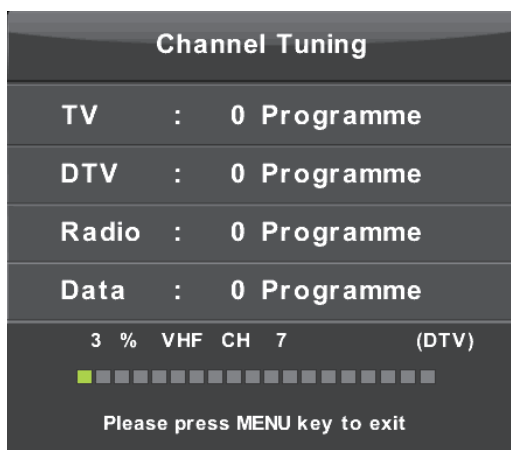 Channel Tuning
TV : 0 Programme
DTV : 0 Programme
Radio : 0 Programme
Data : 0 Programme
3 % VHF CH 7 (DTV)
Please press MENU key to exit